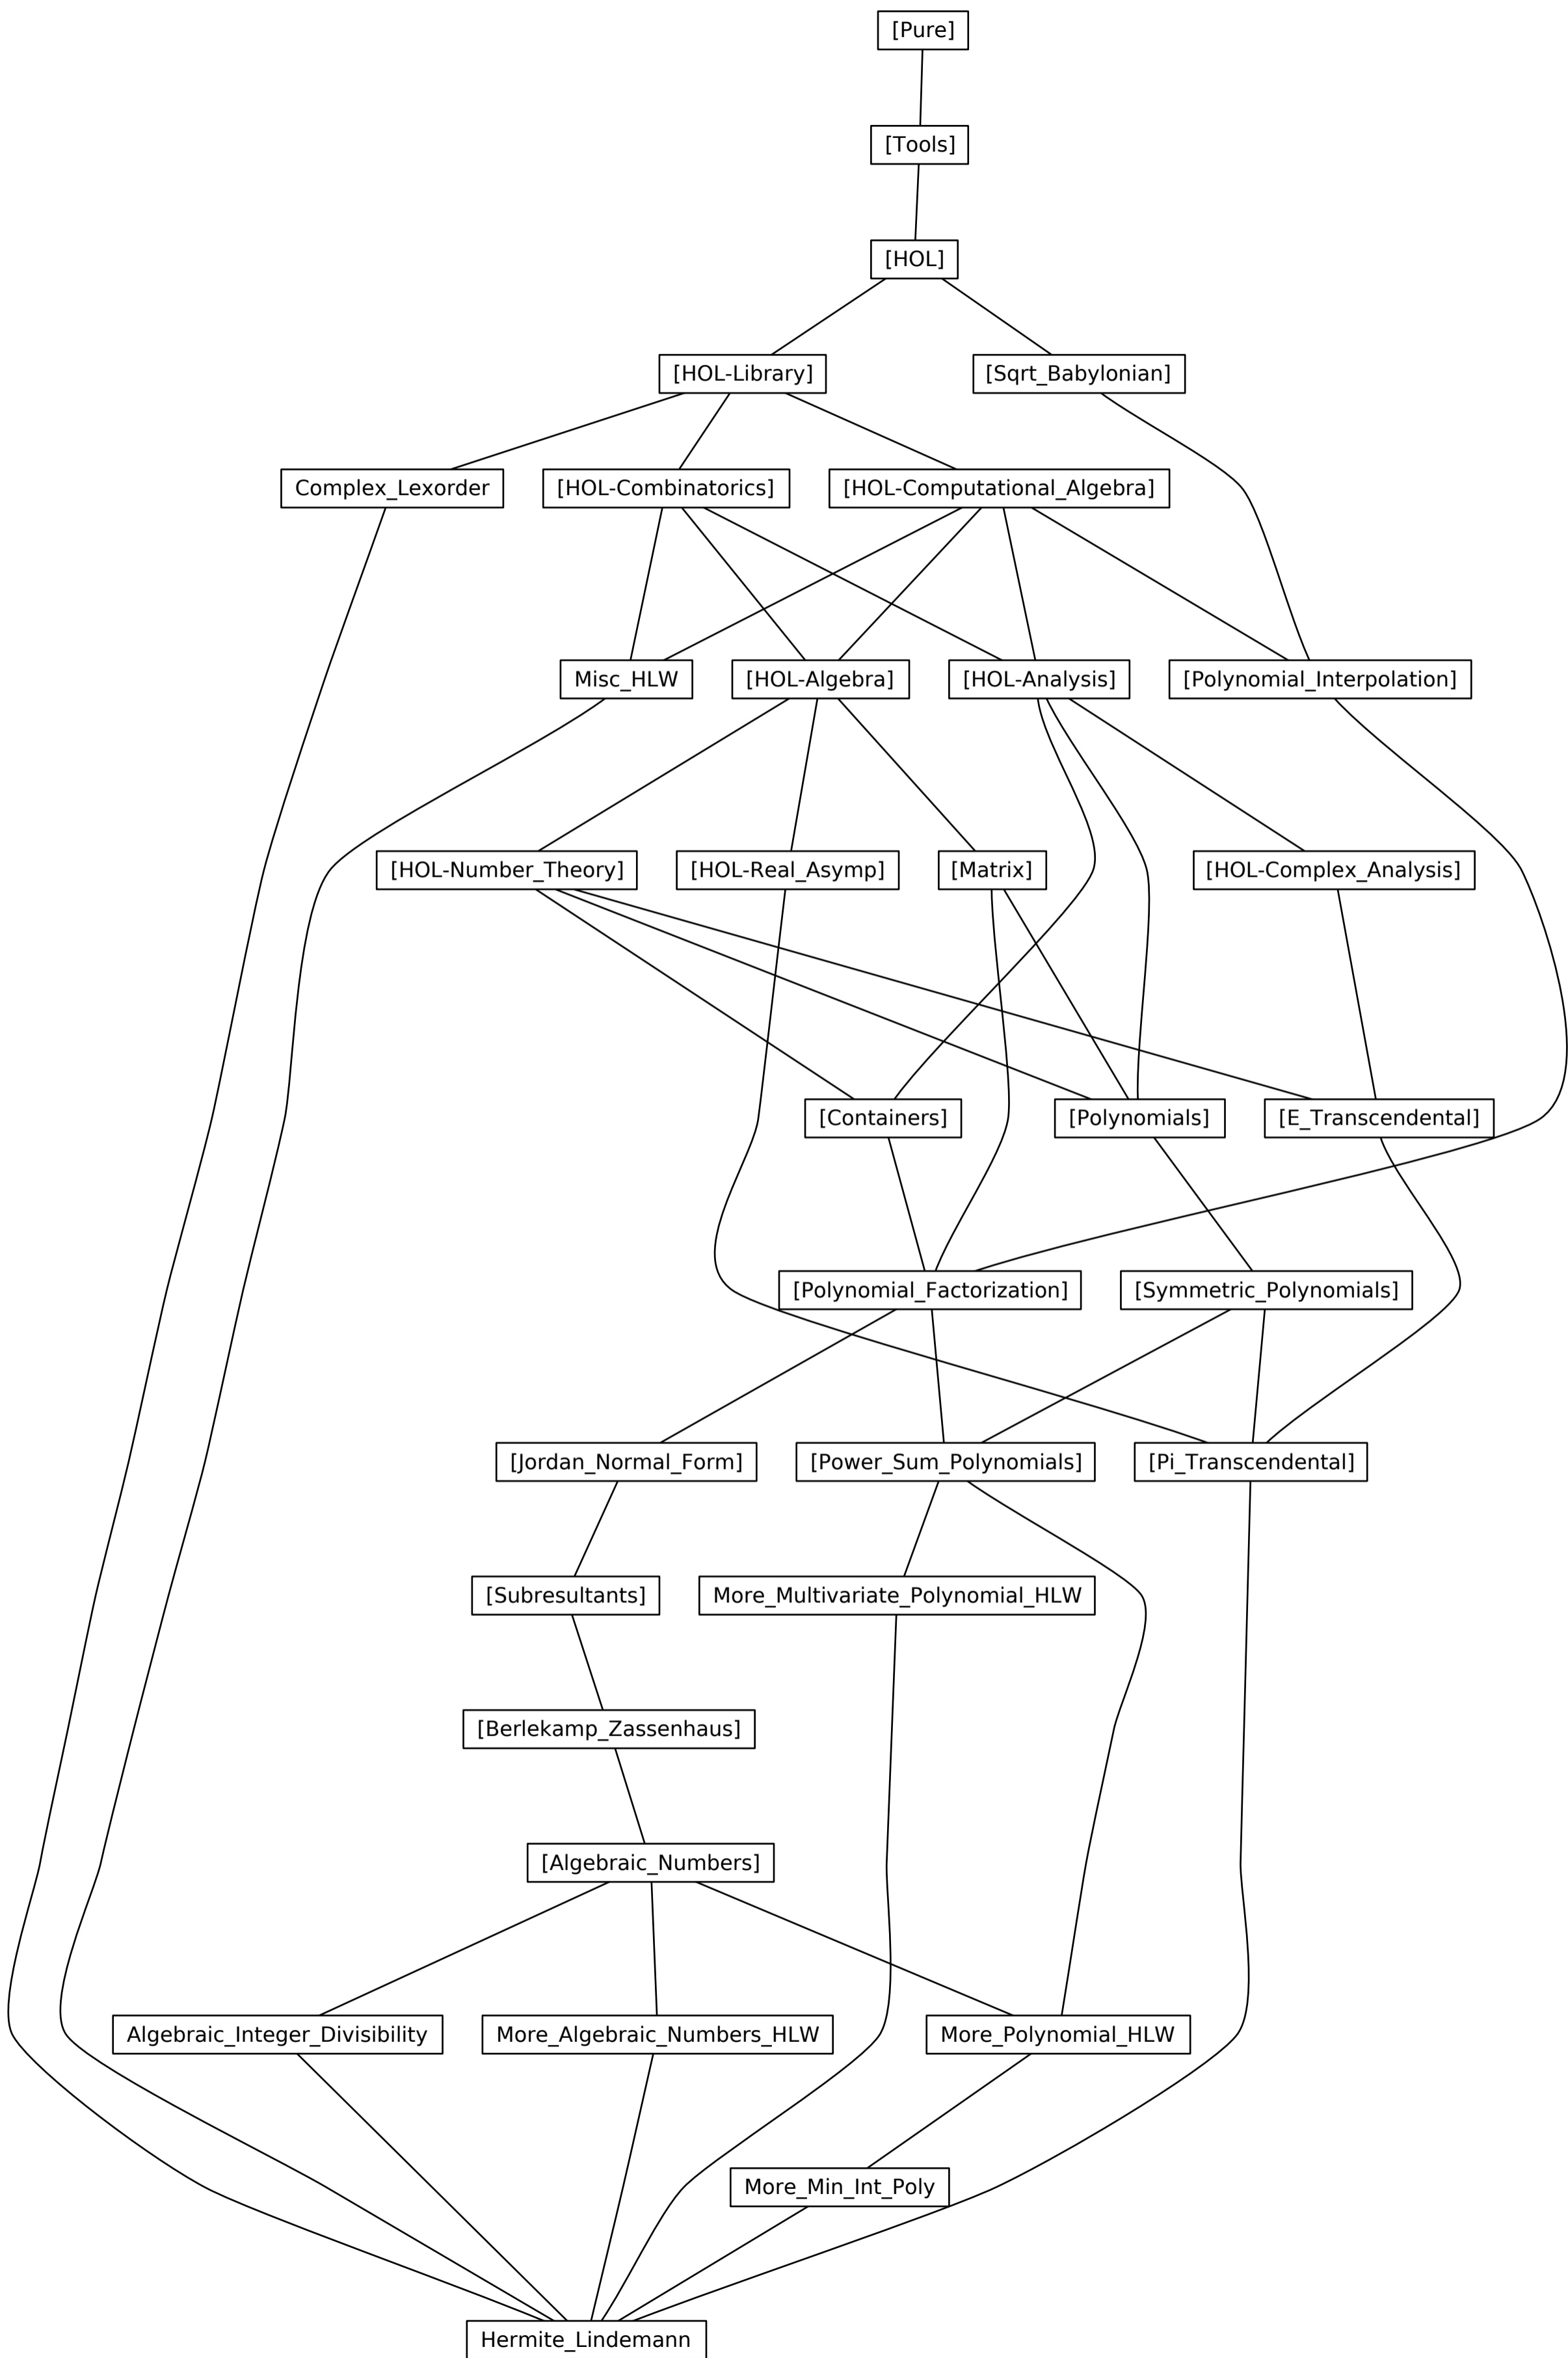 [Pure]
[Tools]
[HOL]
[HOL-Library]
[Sqrt_Babylonian]
Complex_Lexorder
[HOL-Combinatorics]
[HOL-Computational_Algebra]
Misc_HLW
[HOL-Algebra]
[HOL-Analysis]
[Polynomial_Interpolation]
[HOL-Number_Theory]
[HOL-Real_Asymp]
[Matrix]
[HOL-Complex_Analysis]
[Containers]
[Polynomials]
[E_Transcendental]
[Polynomial_Factorization]
[Symmetric_Polynomials]
[Jordan_Normal_Form]
[Power_Sum_Polynomials]
[Pi_Transcendental]
[Subresultants]
More_Multivariate_Polynomial_HLW
[Berlekamp_Zassenhaus]
[Algebraic_Numbers]
Algebraic_Integer_Divisibility
More_Algebraic_Numbers_HLW
More_Polynomial_HLW
More_Min_Int_Poly
Hermite_Lindemann